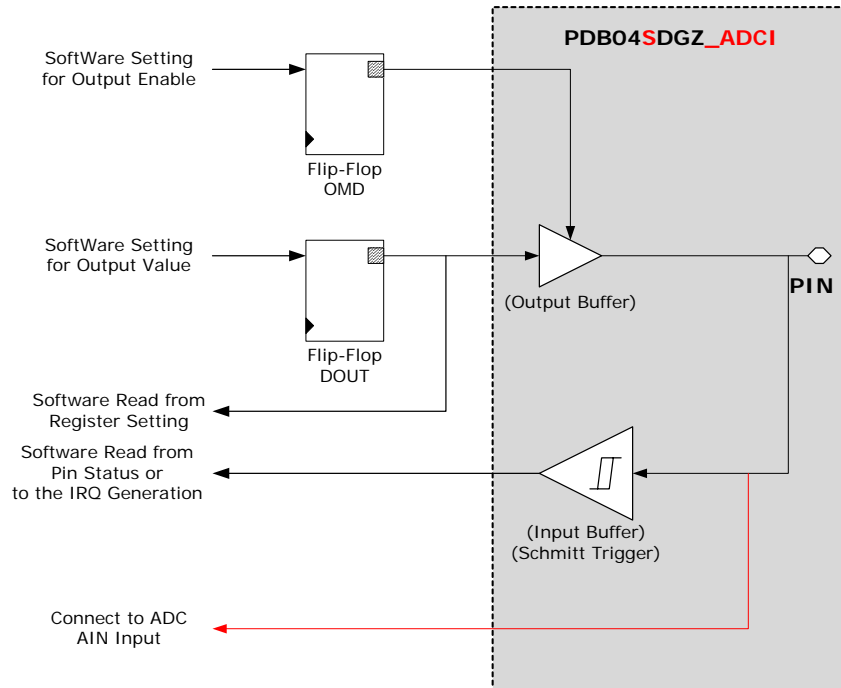 PDB04SDGZ_ADCI
SoftWare Setting
for Output Enable
Flip-Flop
OMD
SoftWare Setting
for Output Value
PIN
(Output Buffer)
Flip-Flop
DOUT
Software Read from
Register Setting
Software Read from
Pin Status or
to the IRQ Generation
(Input Buffer)
(Schmitt Trigger)
Connect to ADC
AIN Input